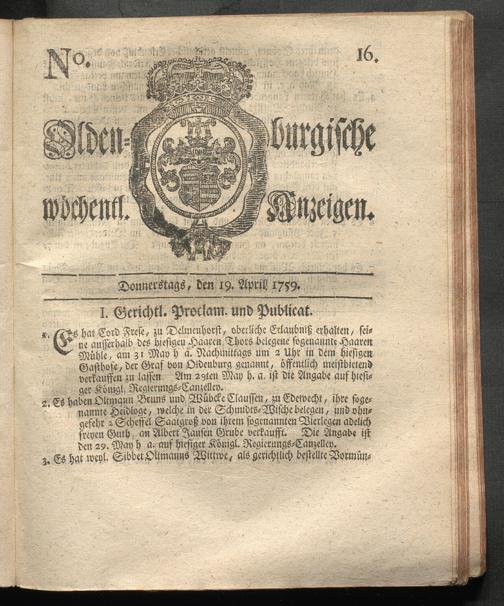 No. 16.
Olden= burgische
wöchentl. Anzeigen.
Donnerstags, den 19. April 1759.
I. Gerichtl. Proclam. und Publicat.
1. Es hat Cord Frese, zu Delmenhorst, oberliche Erlaubniß erhalten, sei-
ne ausserhalb des hiesigen Haaren Thors belegene sogenannte Haaren
Mühle, am 31 May h a. Nachmittags um 2 Uhr in dem hiesigen
Gasthofe, der Graf von Oldenburg genannt, öffentlich meistbietend
verkauffen zu lassen. Am 29ten May h. a. ist die Angabe auf hiesi-
ger Königl. Regierungs-Cantzelley.
2. Es haben Oltmann Bruns und Wübcke Claussen, zu Edewecht, ihre soge-
nannte Heidloge, welche in der Schmidts-Wische belegen, und ohn-
gefehr 2 Scheffel Saatgroß von ihrem sogenannten Vierlegen adelich
freyen Guth, an Albert Jansen Grube verkaufft. Die Angabe ist
den 29. May h. a. auf hiesiger Königl. Regierungs-Cantzelley.
3. Es hat weyl. Sibbet Oltmanns Wittwe, als gerichtlich bestellte Vormün-